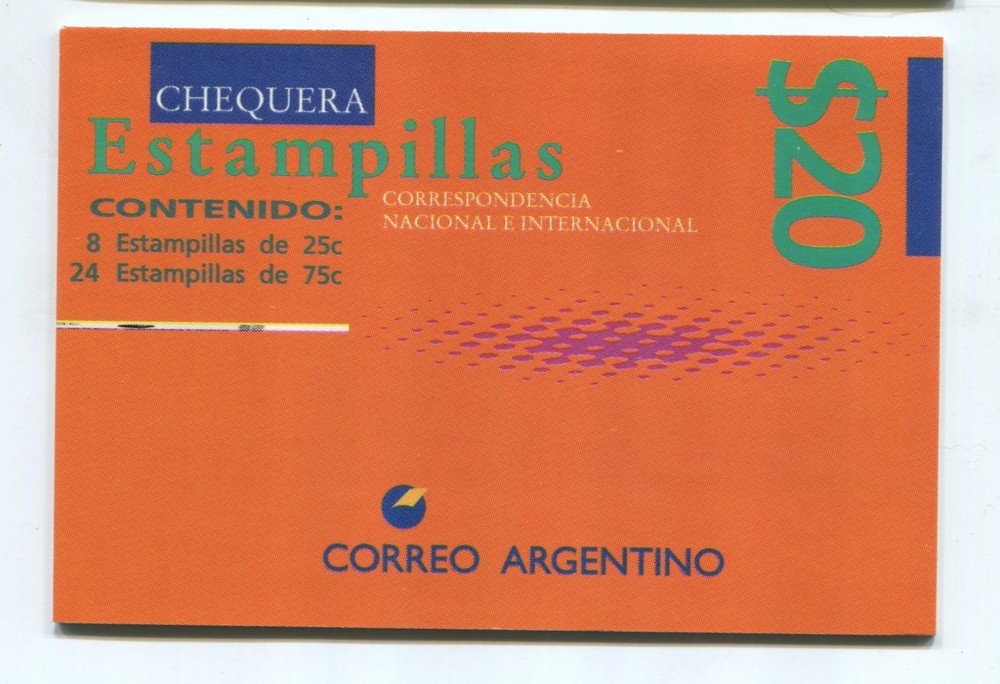 CHEQUERA
Estampillas
CORRESPONDENCIA
NACIONAL E INTERNACIONAL
CONTENIDO:
8 Estampillas de 25c
24 Estampillas de 75c
$20
CORREO ARGENTINO